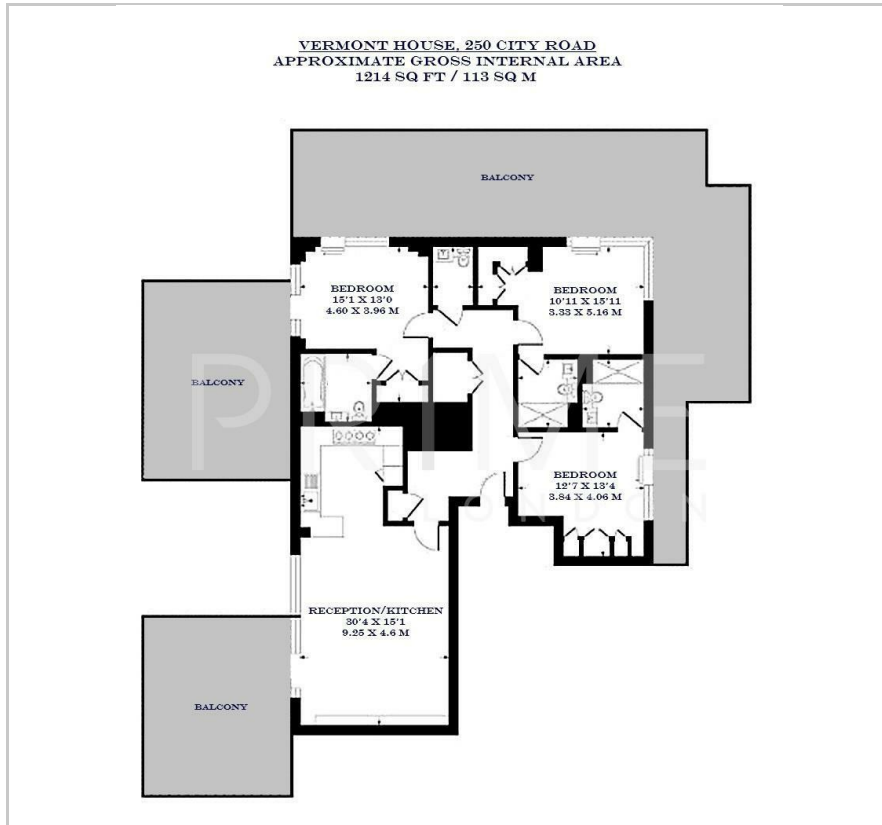 VERMONT HOUSE, 250 CITY ROAD
APPROXIMATE GROSS INTERNAL AREA
1214 SQ FT / 113 SQ M
BALCONY
BEDROOM
15'1 X 13'0
4.60 X 3.96 M
BEDROOM
10'11 X 15'11
3.33 X 5.16 M
BALCONY
PRIME
LONDON
BEDROOM
12'7 X 13'4
3.84 X 4.06 M
RECEPTION/KITCHEN
30'4 X 15'1
9.25 X 4.6 M
BALCONY